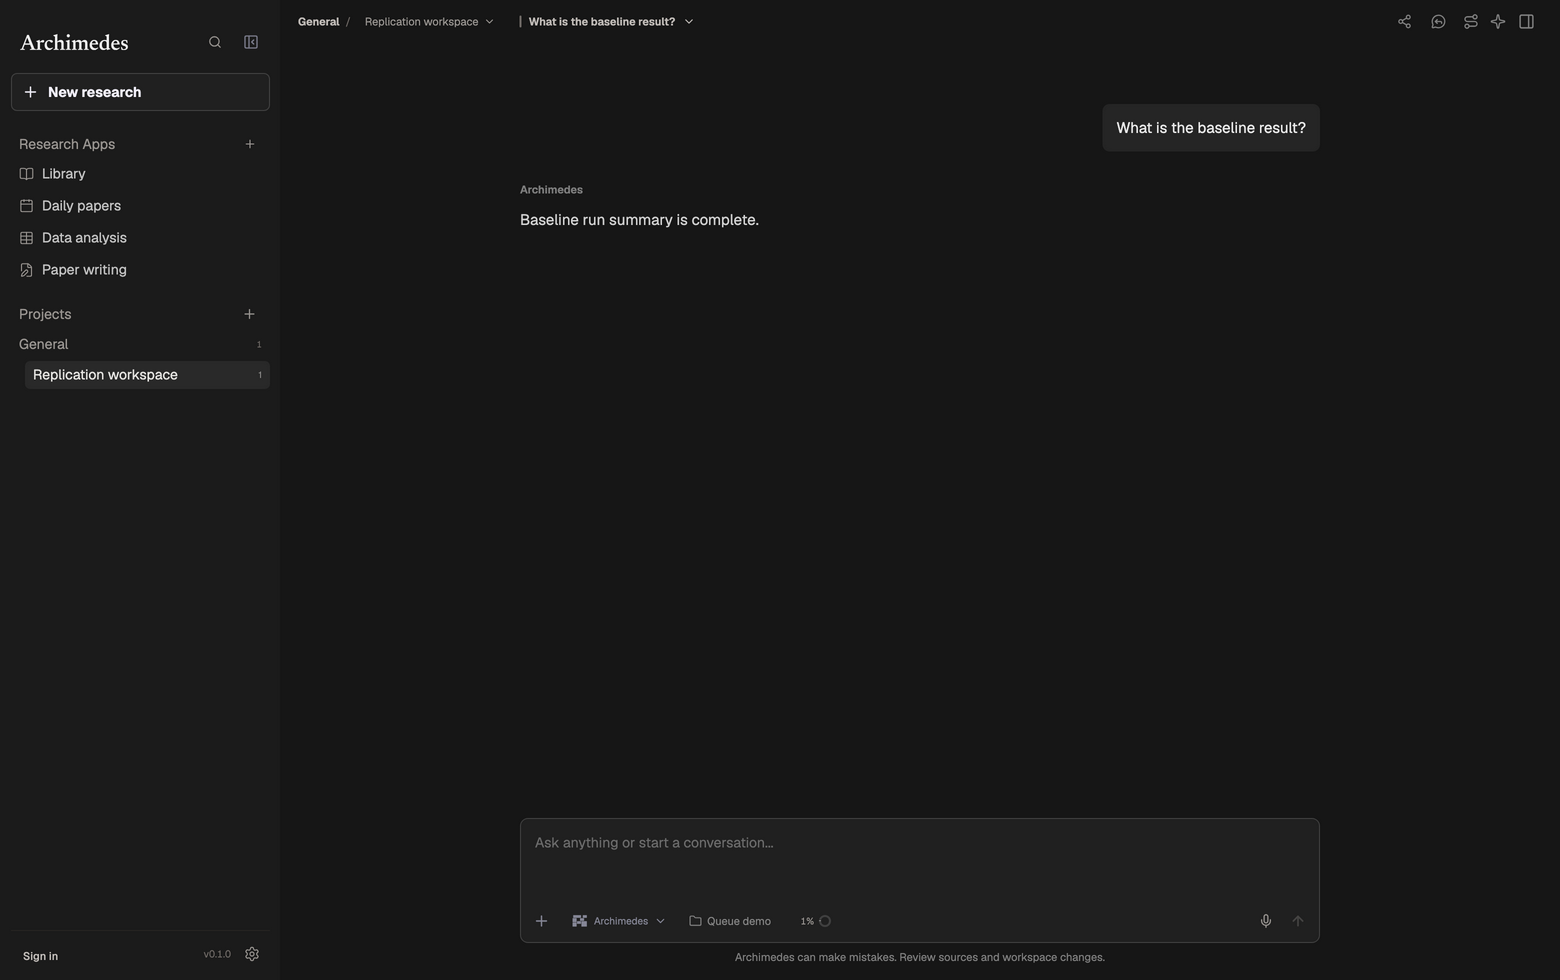 Archimedes
New research
Research Apps
Library
Daily papers
Data analysis
Paper writing
Projects
General 1
Replication workspace 1
Sign in v0.1.0
General / Replication workspace | What is the baseline result?
What is the baseline result?
Archimedes
Baseline run summary is complete.
Ask anything or start a conversation...
Archimedes Queue demo 1%
Archimedes can make mistakes. Review sources and workspace changes.